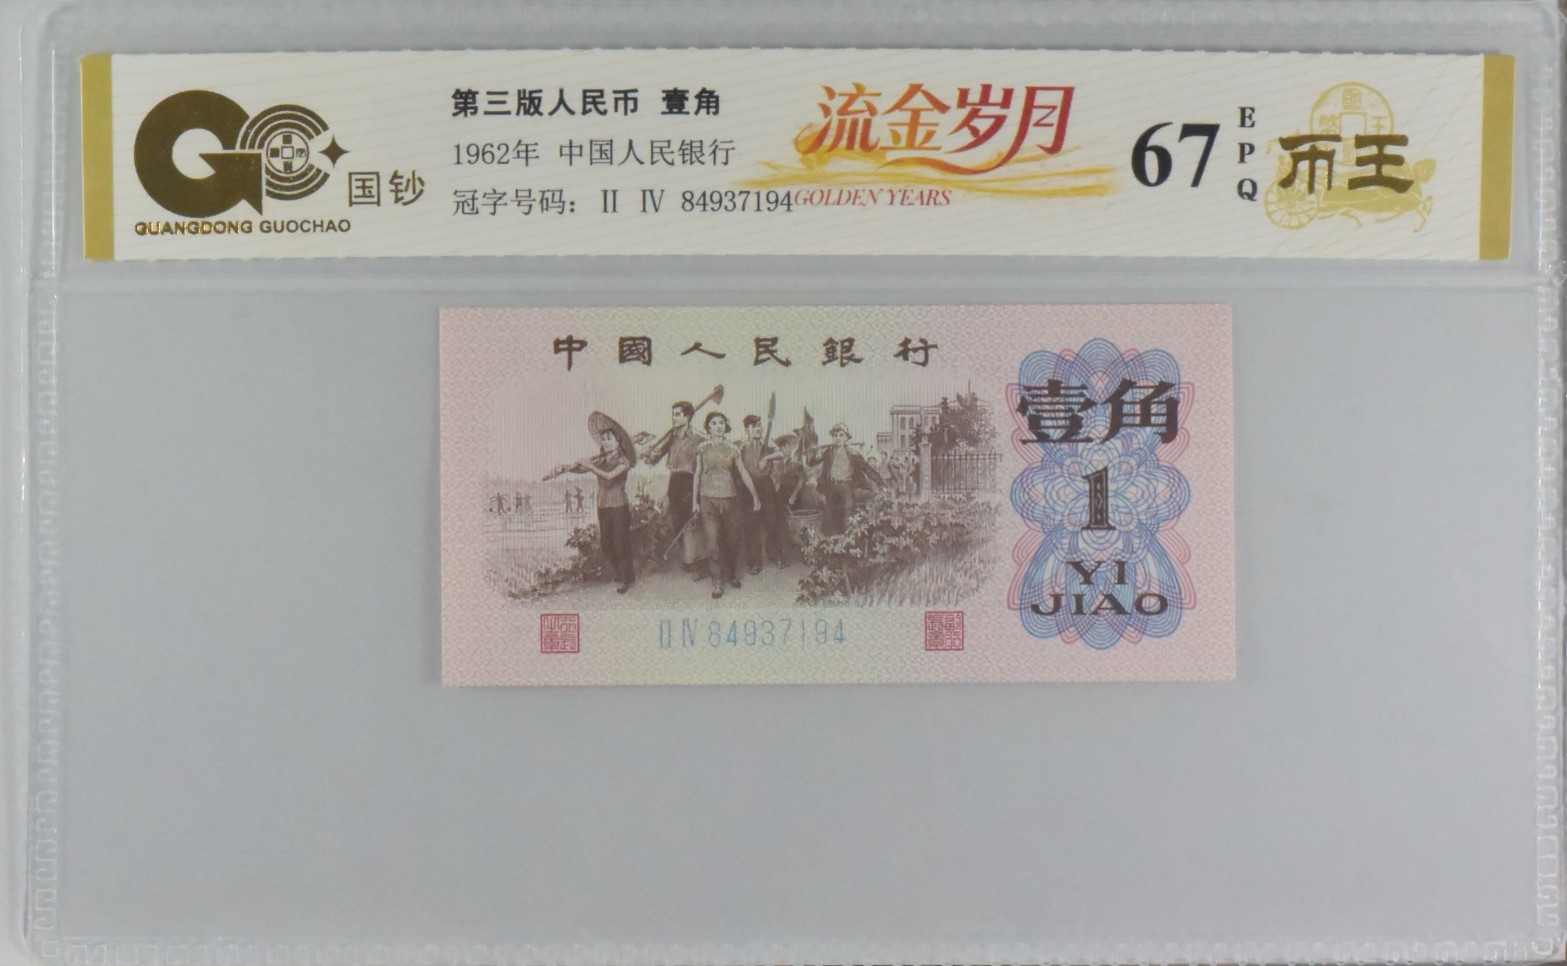 第三版人民币 壹角
1962年 中国人民银行
冠字号码: II IV 84937194
国钞
GUANGDONG GUOCHAO
流金岁月
GOLDEN YEARS
67
EPQ
币王
中國人民銀行
壹角
1
YI
JIAO
II IV 84937194